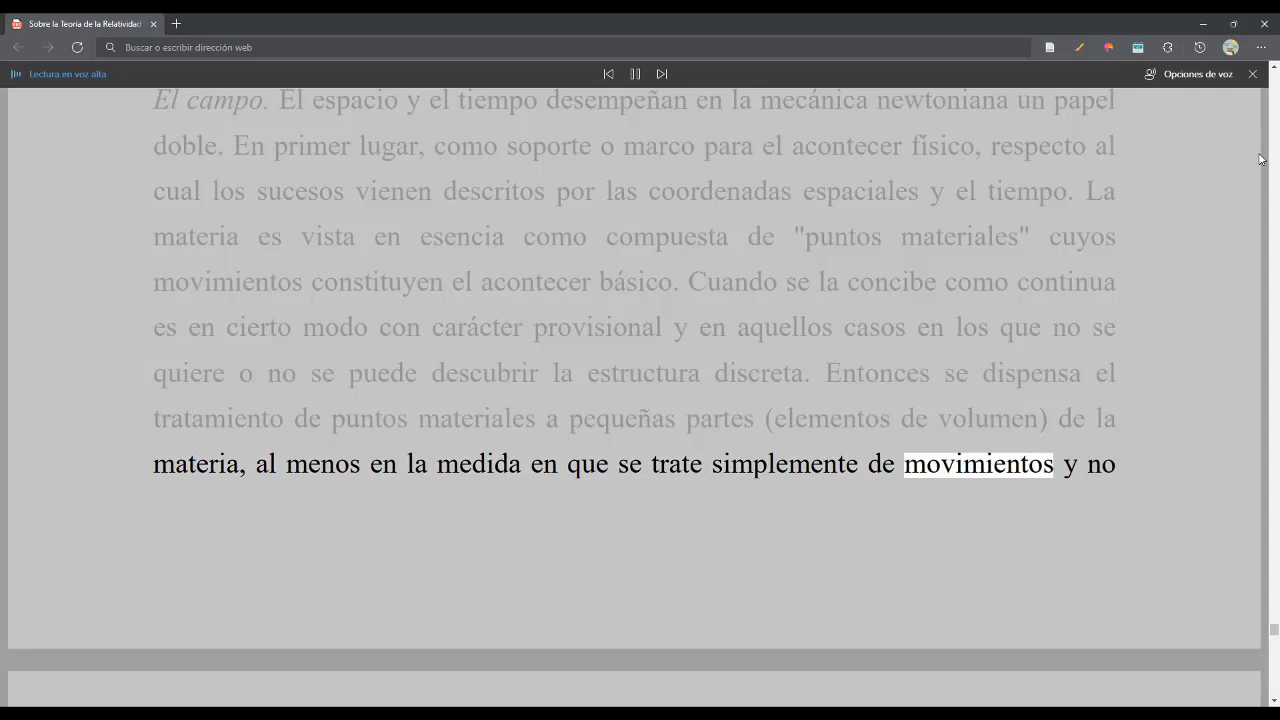 Sobre la Teoria de la Relatividad
Buscar o escribir dirección web
Lectura en voz alta
Opciones de voz
El campo. El espacio y el tiempo desempeñan en la mecánica newtoniana un papel
doble. En primer lugar, como soporte o marco para el acontecer físico, respecto al
cual los sucesos vienen descritos por las coordenadas espaciales y el tiempo. La
materia es vista en esencia como compuesta de "puntos materiales" cuyos
movimientos constituyen el acontecer básico. Cuando se la concibe como continua
es en cierto modo con carácter provisional y en aquellos casos en los que no se
quiere o no se puede descubrir la estructura discreta. Entonces se dispensa el
tratamiento de puntos materiales a pequeñas partes (elementos de volumen) de la
materia, al menos en la medida en que se trate simplemente de movimientos y no